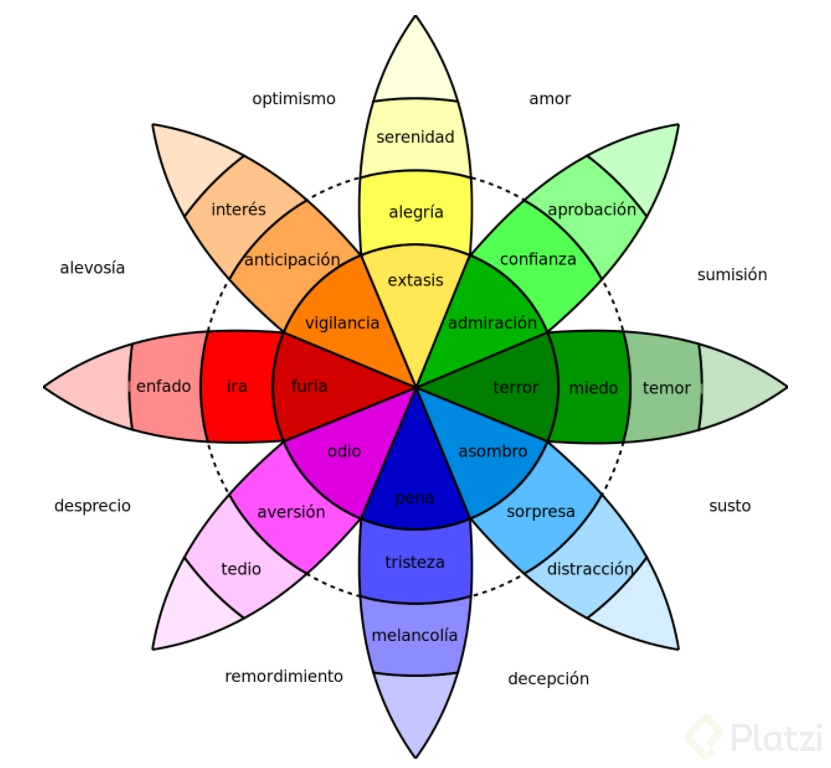 optimismo
amor
serenidad
interés
alegría
aprobación
anticipación
confianza
alevosía
extasis
sumisión
vigilancia
admiración
enfado
ira
furia
terror
miedo
temor
odio
asombro
desprecio
pena
susto
aversión
sorpresa
tedio
tristeza
distracción
melancolía
remordimiento
decepción
Platzi